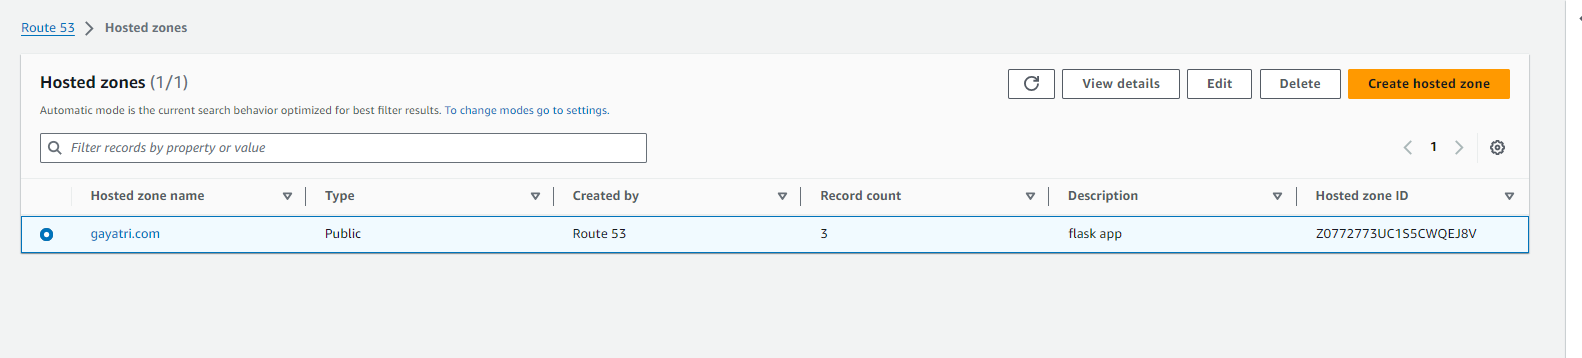 Route 53 > Hosted zones
Hosted zones (1/1)
View details
Edit
Delete
Create hosted zone
Automatic mode is the current search behavior optimized for best filter results. To change modes go to settings.
Filter records by property or value
1
Hosted zone name
Type
Created by
Record count
Description
Hosted zone ID
gayatri.com
Public
Route 53
3
flask app
Z0772773UC1S5CWQEJ8V